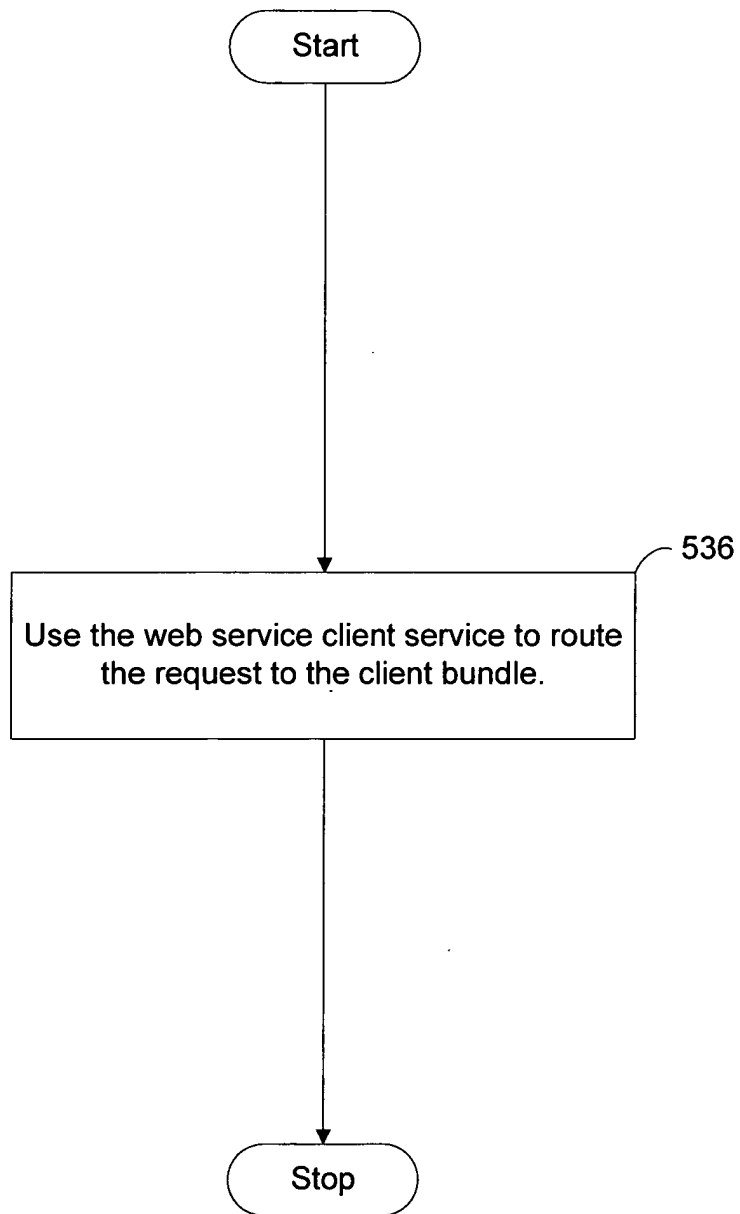 Start
536
Use the web service client service to route
the request to the client bundle.
Stop